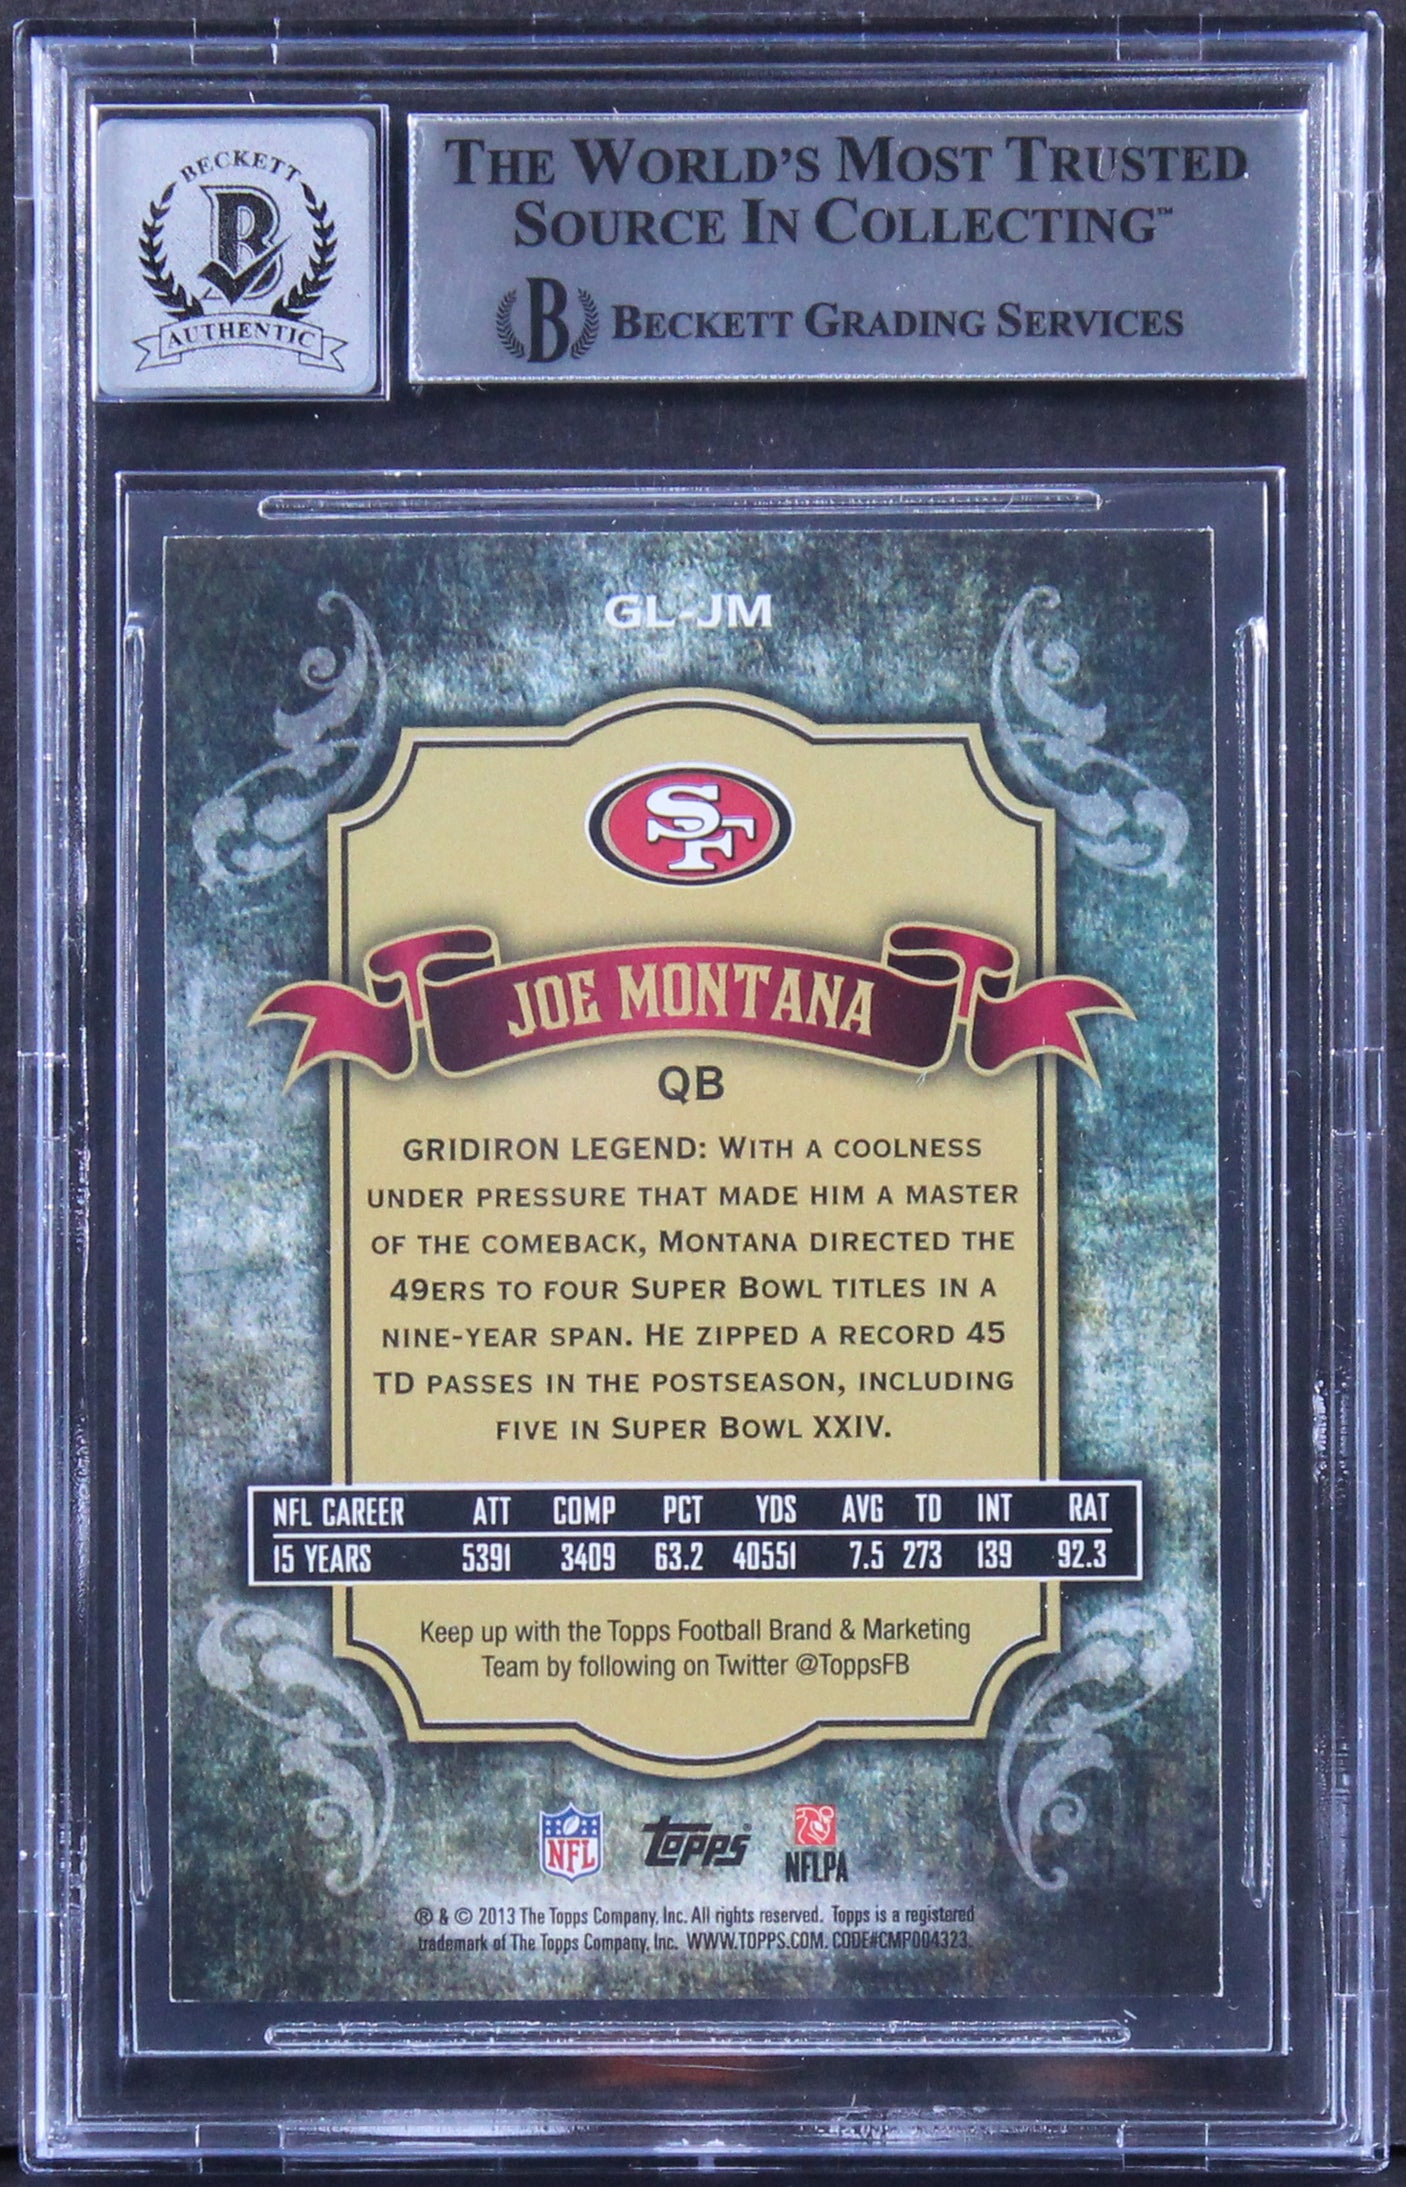 BECKETT
B
AUTHENTIC
THE WORLD'S MOST TRUSTED
SOURCE IN COLLECTING™
B BECKETT GRADING SERVICES
GL-JM
SF
JOE MONTANA
QB
GRIDIRON LEGEND: WITH A COOLNESS
UNDER PRESSURE THAT MADE HIM A MASTER
OF THE COMEBACK, MONTANA DIRECTED THE
49ERS TO FOUR SUPER BOWL TITLES IN A
NINE-YEAR SPAN. HE ZIPPED A RECORD 45
TD PASSES IN THE POSTSEASON, INCLUDING
FIVE IN SUPER BOWL XXIV.
NFL CAREER ATT COMP PCT YDS AVG TD INT RAT
15 YEARS 5391 3409 63.2 40551 7.5 273 139 92.3
Keep up with the Topps Football Brand & Marketing
Team by following on Twitter @ToppsFB
NFL topps® NFLPA
® & © 2013 The Topps Company, Inc. All rights reserved. Topps is a registered
trademark of The Topps Company, Inc. WWW.TOPPS.COM. CODE#CMP004323.